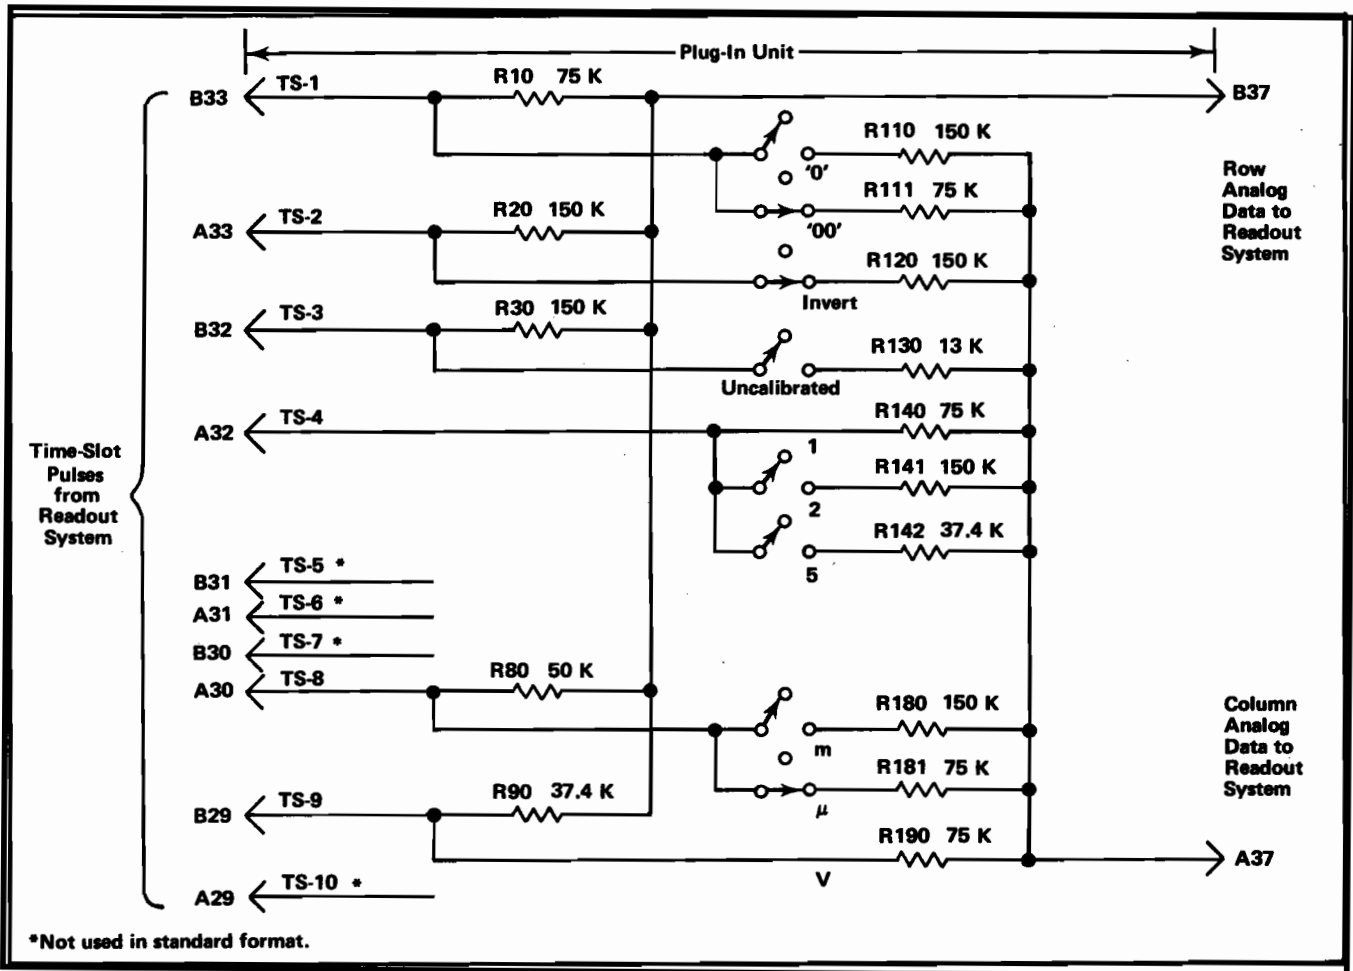 Plug-In Unit
B33 TS-1 R10 75 K B37
R110 150 K
'0'
Row
Analog
Data to
Readout
System
R111 75 K
'00'
A33 TS-2 R20 150 K
R120 150 K
Invert
B32 TS-3 R30 150 K
R130 13 K
Uncalibrated
A32 TS-4
R140 75 K
1
R141 150 K
2
R142 37.4 K
5
Time-Slot
Pulses
from
Readout
System
B31 TS-5 *
A31 TS-6 *
B30 TS-7 *
A30 TS-8 R80 50 K
R180 150 K
m
Column
Analog
Data to
Readout
System
R181 75 K
μ
B29 TS-9 R90 37.4 K
R190 75 K
V
A37
A29 TS-10 *
*Not used in standard format.